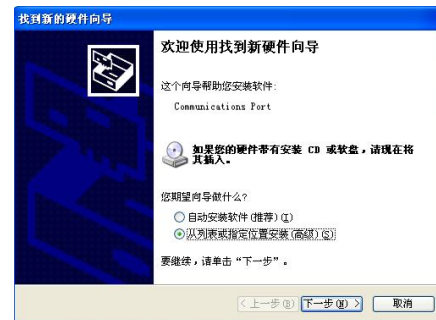 找到新的硬件向导
欢迎使用找到新硬件向导
这个向导帮助您安装软件:
Communications Port
如果您的硬件带有安装 CD 或软盘，请现在将
其插入。
您期望向导做什么?
自动安装软件(推荐)(I)
从列表或指定位置安装(高级)(S)
要继续，请单击“下一步”。
< 上一步(B) 下一步(N) > 取消